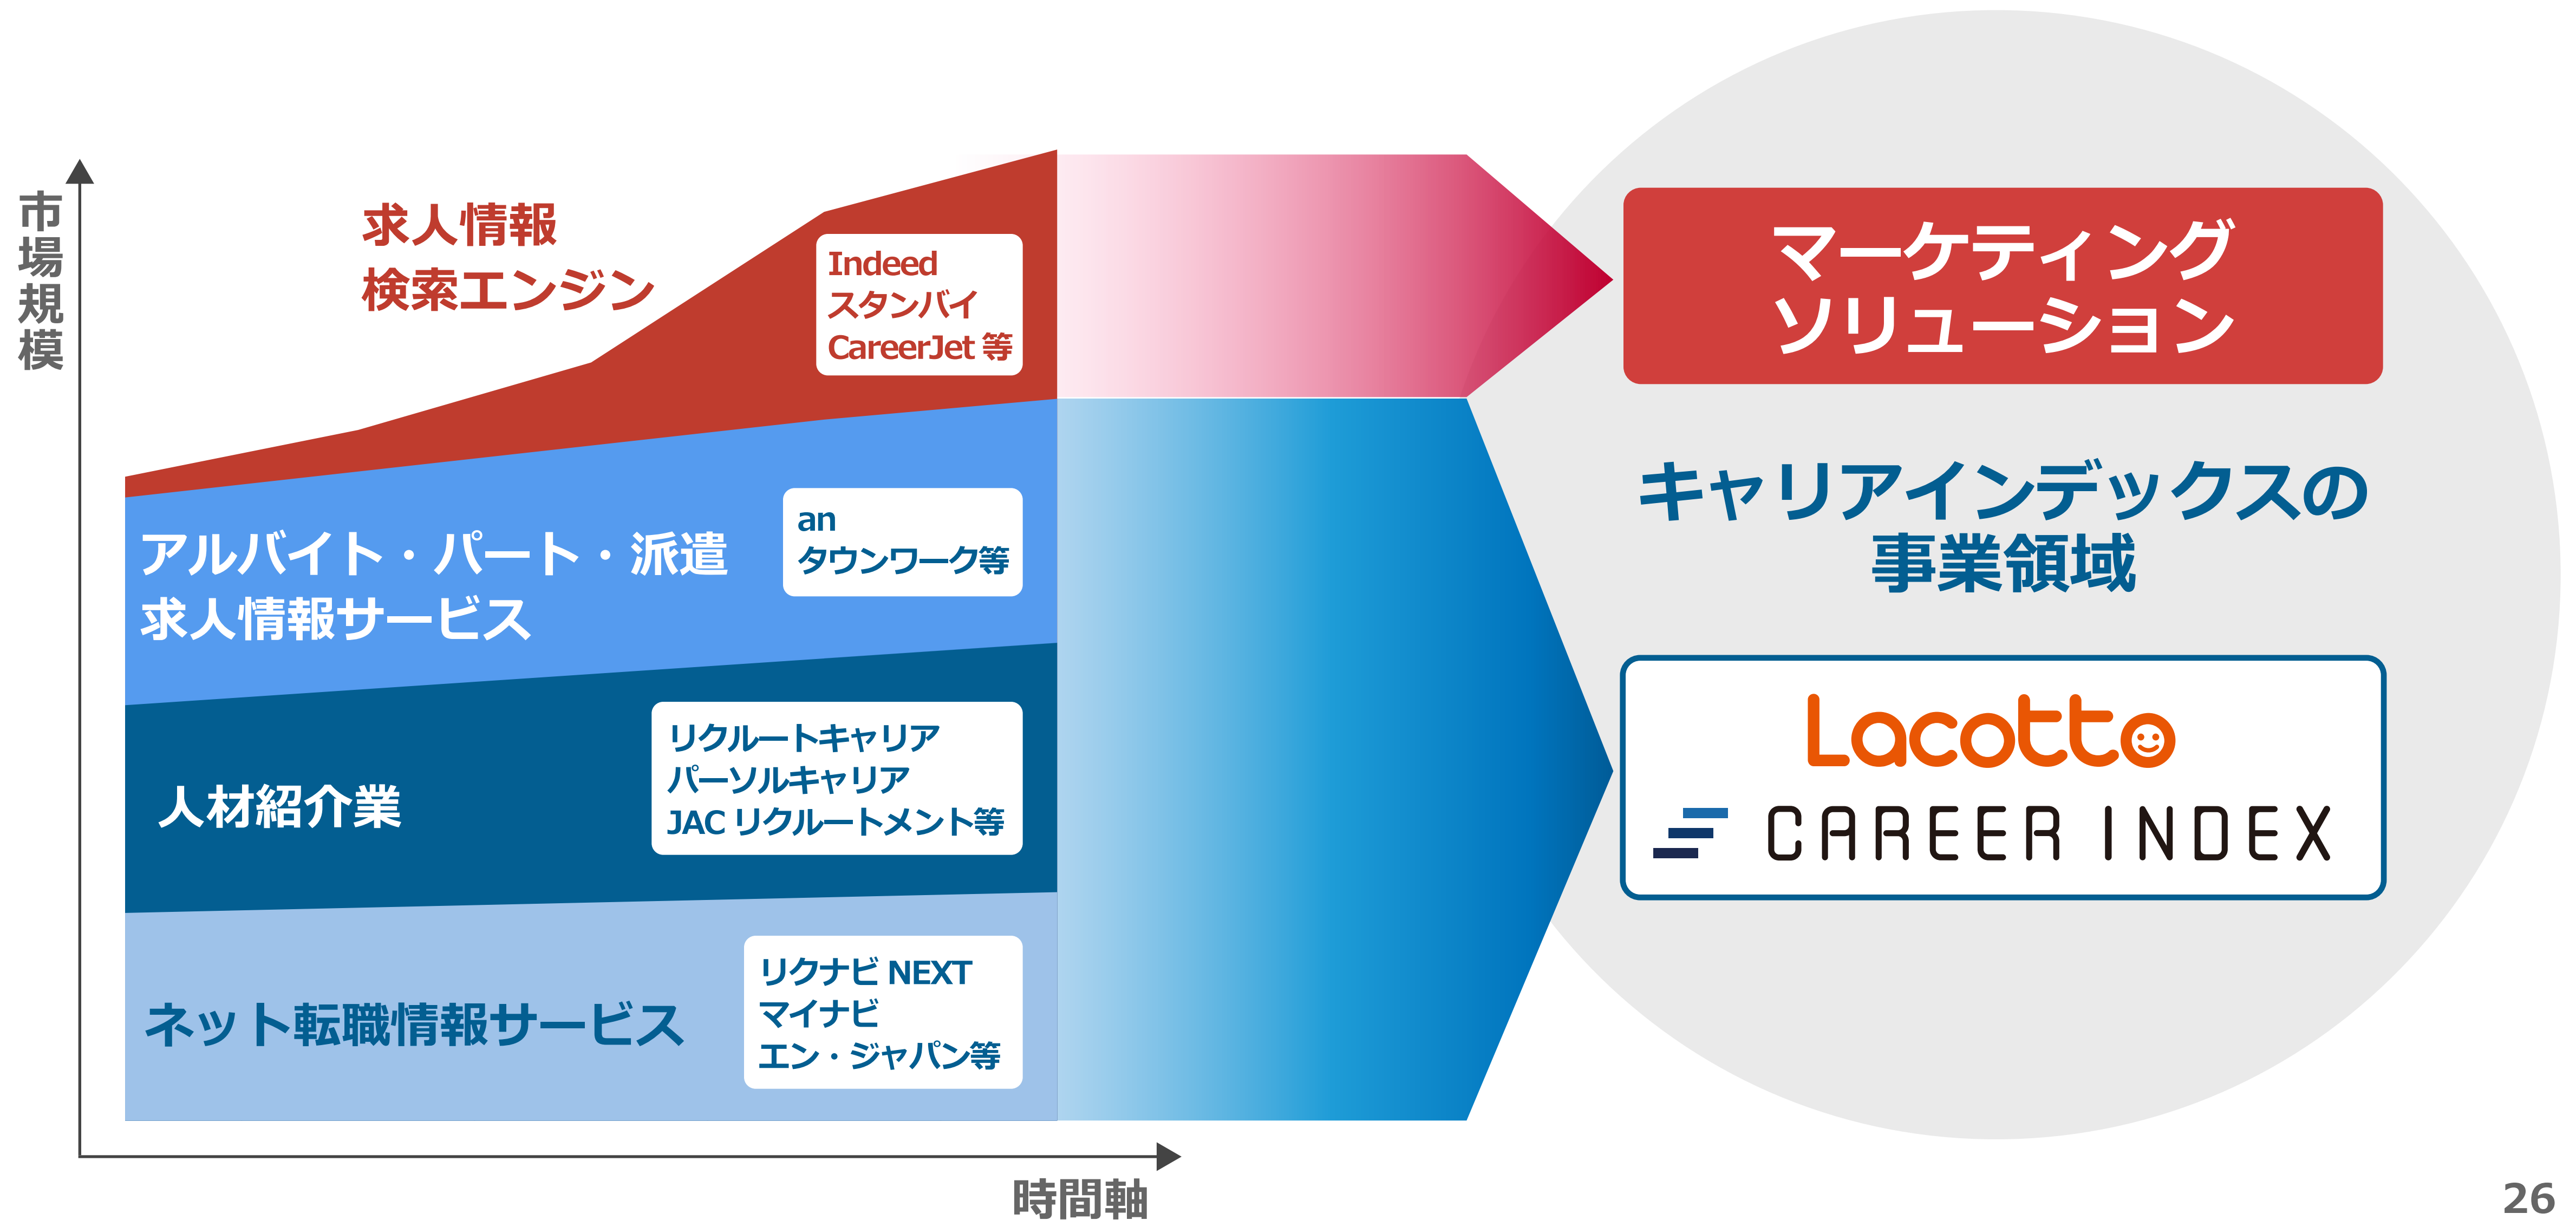 市場規模
求人情報
検索エンジン
Indeed
スタンバイ
CareerJet 等
アルバイト・パート・派遣
求人情報サービス
an
タウンワーク等
人材紹介業
リクルートキャリア
パーソルキャリア
JAC リクルートメント等
ネット転職情報サービス
リクナビ NEXT
マイナビ
エン・ジャパン等
時間軸
マーケティング
ソリューション
キャリアインデックスの
事業領域
Lacotto
CAREER INDEX
26